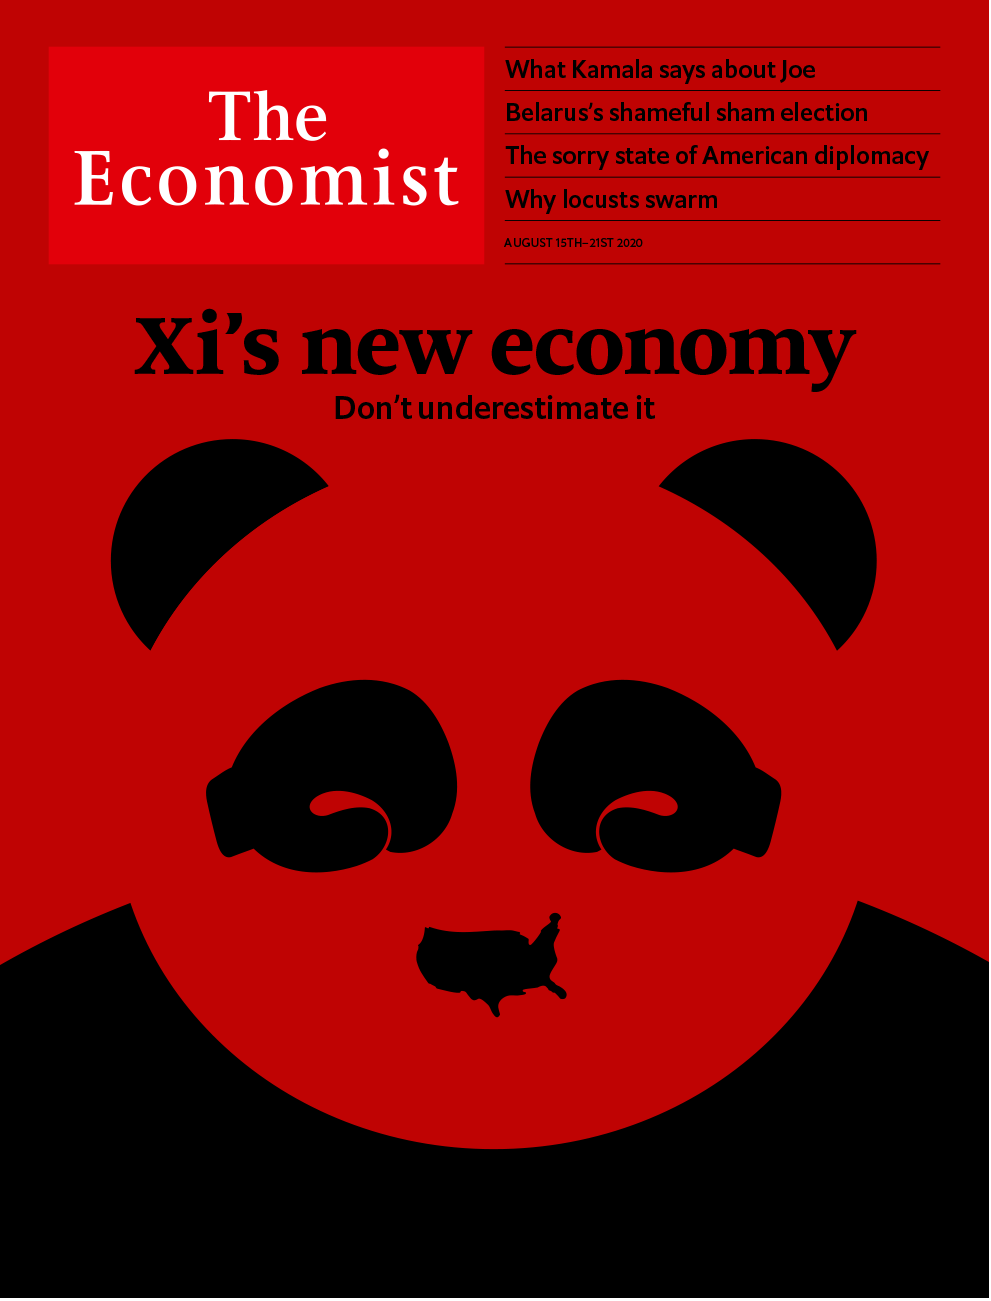 The
Economist
What Kamala says about Joe
Belarus’s shameful sham election
The sorry state of American diplomacy
Why locusts swarm
AUGUST 15TH–21ST 2020
Xi’s new economy
Don’t underestimate it